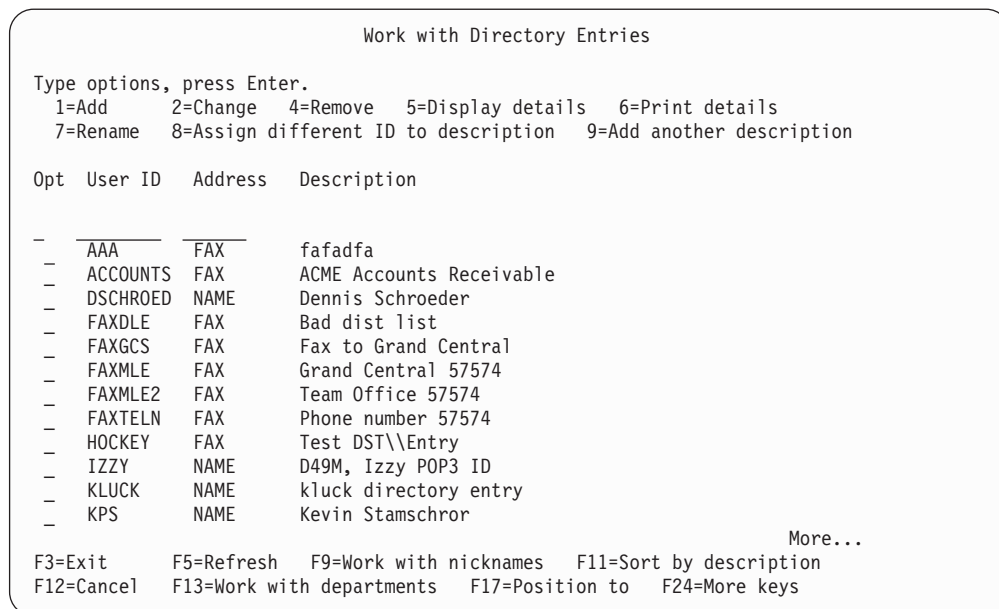 Work with Directory Entries
Type options, press Enter.
1=Add 2=Change 4=Remove 5=Display details 6=Print details
7=Rename 8=Assign different ID to description 9=Add another description
Opt User ID Address Description
_ ________ ______
_ AAA FAX fafadfa
_ ACCOUNTS FAX ACME Accounts Receivable
_ DSCHROED NAME Dennis Schroeder
_ FAXDLE FAX Bad dist list
_ FAXGCS FAX Fax to Grand Central
_ FAXMLE FAX Grand Central 57574
_ FAXMLE2 FAX Team Office 57574
_ FAXTELN FAX Phone number 57574
_ HOCKEY FAX Test DST\\Entry
_ IZZY NAME D49M, Izzy POP3 ID
_ KLUCK NAME kluck directory entry
_ KPS NAME Kevin Stamschror
More...
F3=Exit F5=Refresh F9=Work with nicknames F11=Sort by description
F12=Cancel F13=Work with departments F17=Position to F24=More keys